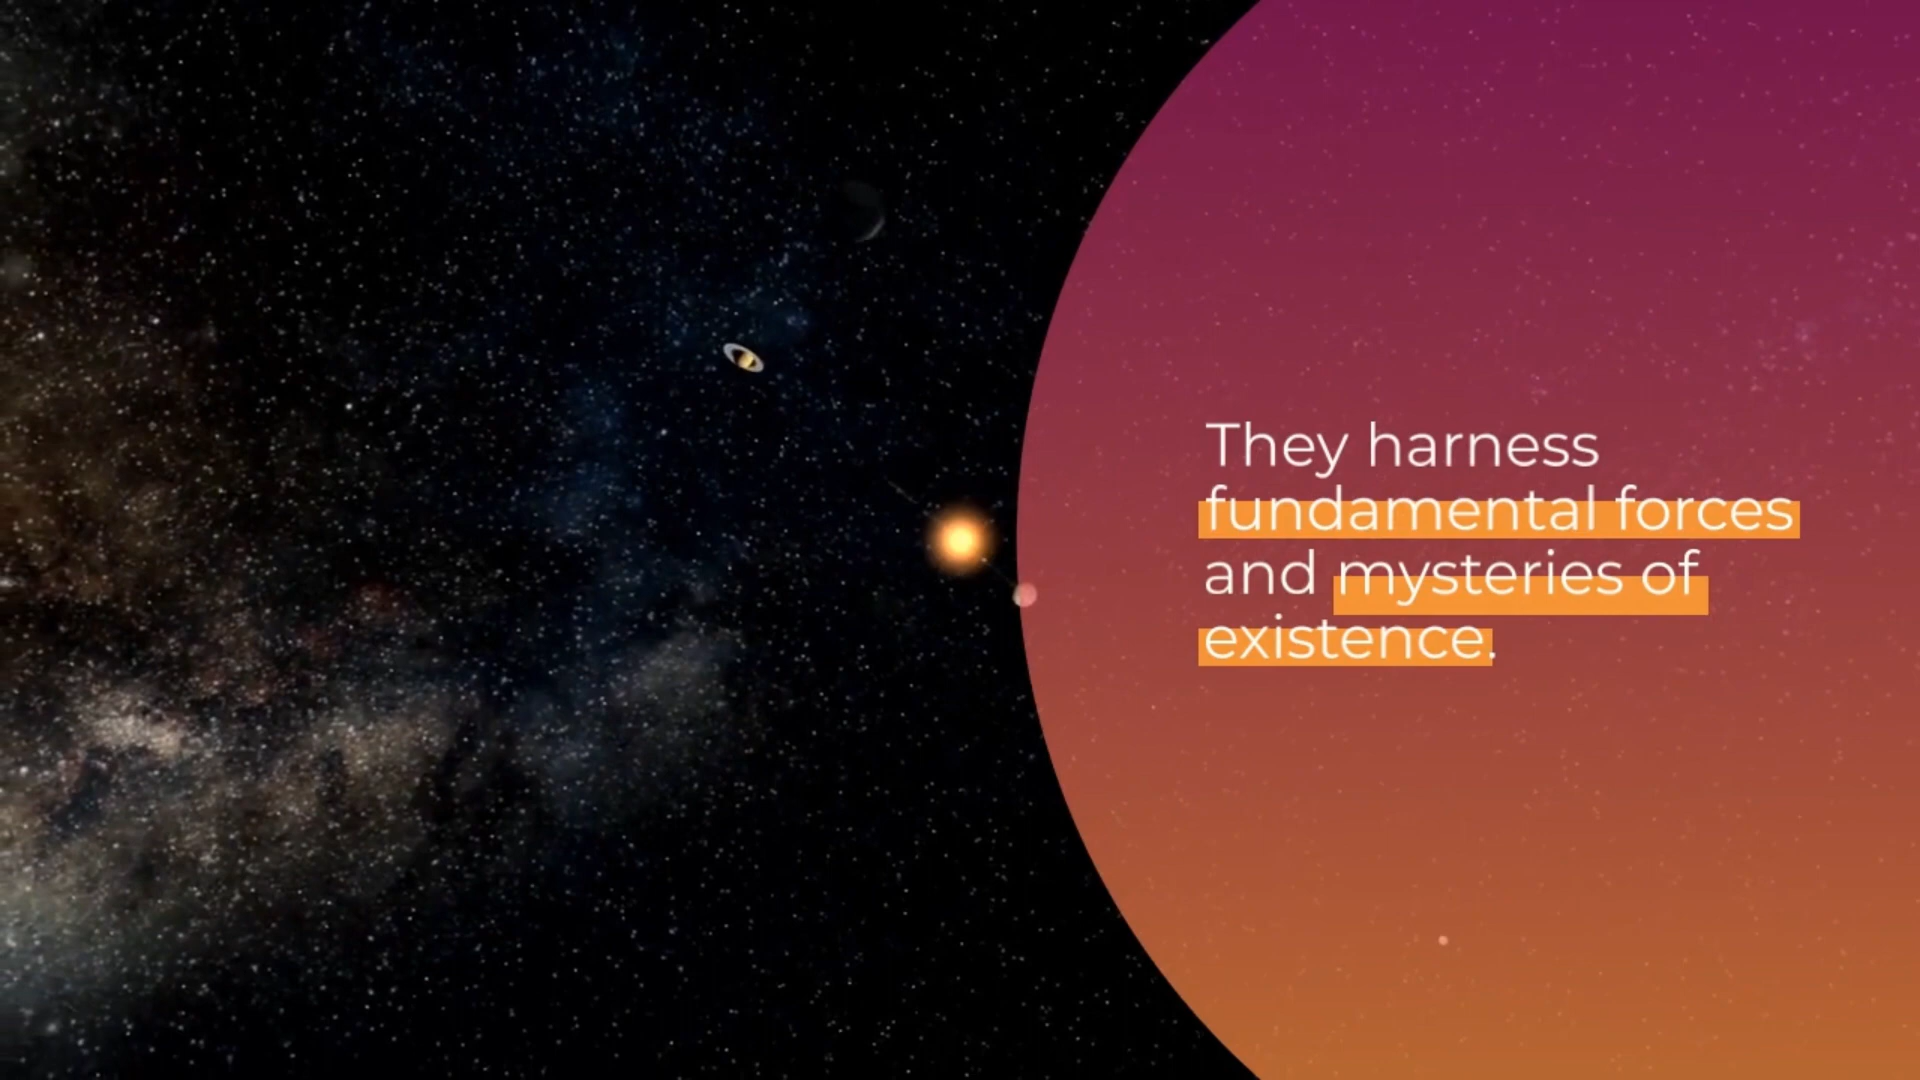 They harness
fundamental forces
and mysteries of
existence.